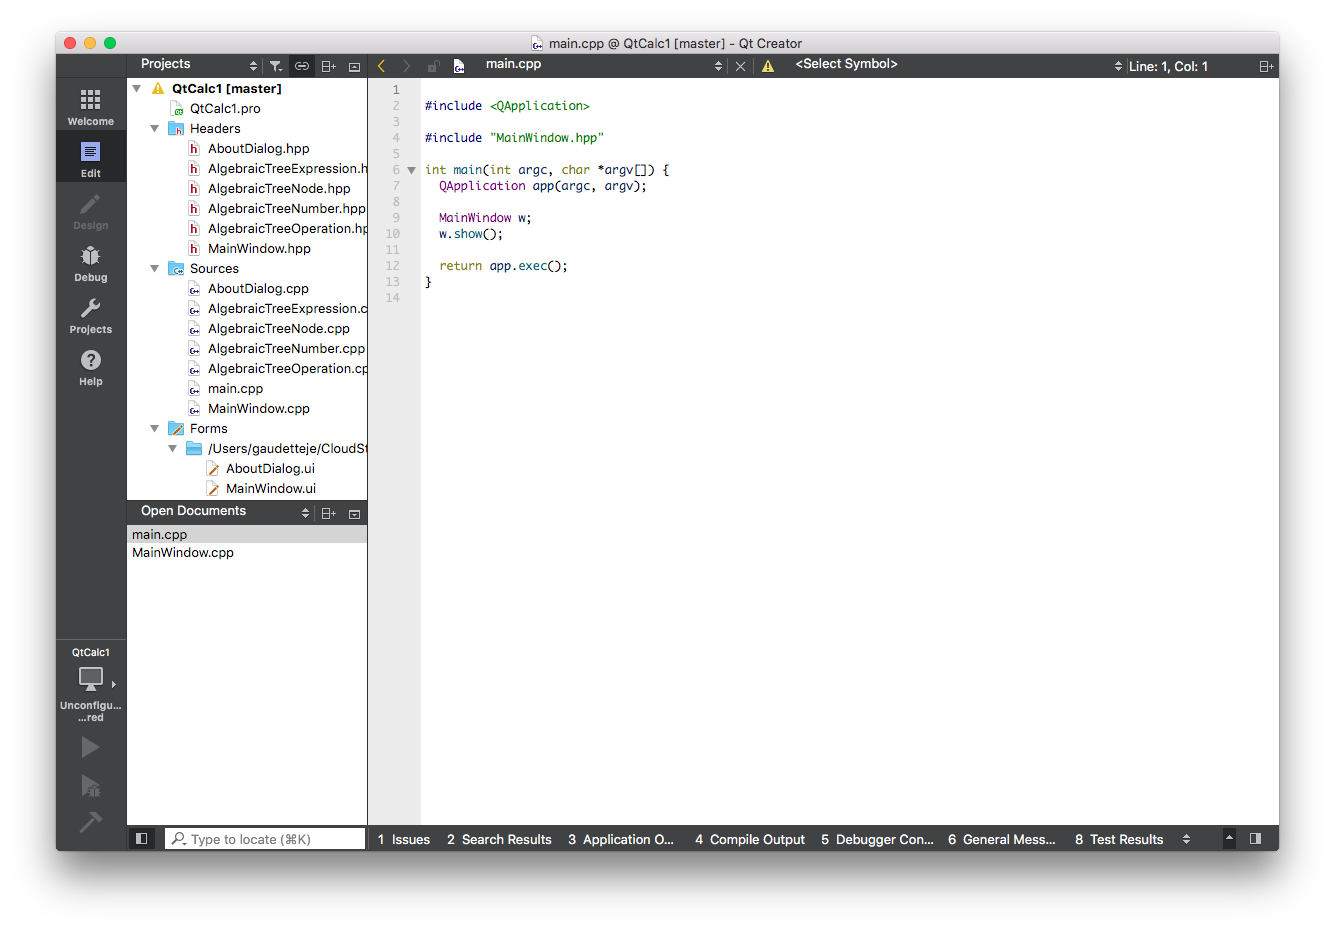 main.cpp @ QtCalc1 [master] - Qt Creator
Projects
main.cpp
<Select Symbol>
Line: 1, Col: 1
Welcome
Edit
Design
Debug
Projects
Help
QtCalc1 [master]
QtCalc1.pro
Headers
AboutDialog.hpp
AlgebraicTreeExpression.h
AlgebraicTreeNode.hpp
AlgebraicTreeNumber.hpp
AlgebraicTreeOperation.hp
MainWindow.hpp
Sources
AboutDialog.cpp
AlgebraicTreeExpression.c
AlgebraicTreeNode.cpp
AlgebraicTreeNumber.cpp
AlgebraicTreeOperation.cp
main.cpp
MainWindow.cpp
Forms
/Users/gaudetteje/CloudSt
AboutDialog.ui
MainWindow.ui
Open Documents
main.cpp
MainWindow.cpp
1
2 #include <QApplication>
3
4 #include "MainWindow.hpp"
5
6 int main(int argc, char *argv[]) {
7 QApplication app(argc, argv);
8
9 MainWindow w;
10 w.show();
11
12 return app.exec();
13 }
14
QtCalc1
Unconfigu...
...red
Type to locate (⌘K)
1 Issues
2 Search Results
3 Application O...
4 Compile Output
5 Debugger Con...
6 General Mess...
8 Test Results